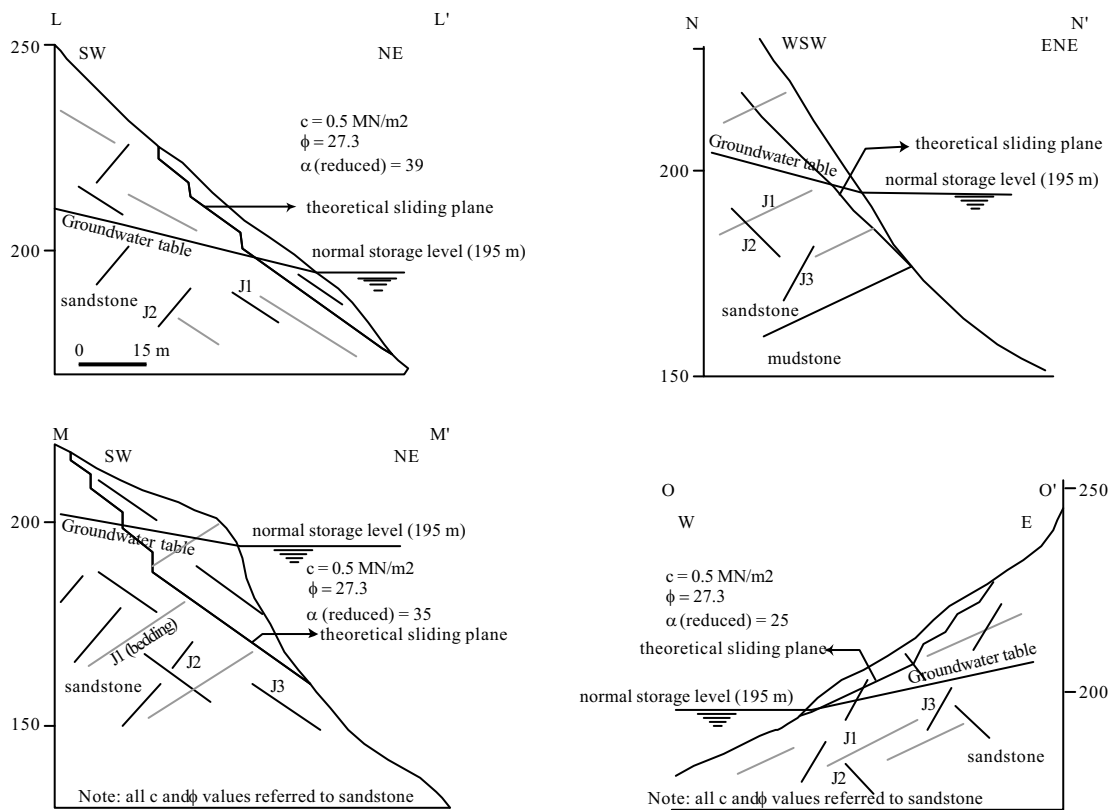 L
L'
250
SW
NE
c = 0.5 MN/m2
ϕ = 27.3
α (reduced) = 39
theoretical sliding plane
200
Groundwater table
normal storage level (195 m)
J1
sandstone
J2
0
15 m
N
N'
WSW
ENE
theoretical sliding plane
Groundwater table
200
normal storage level (195 m)
J1
J2
J3
sandstone
mudstone
150
M
M'
SW
NE
200
Groundwater table
normal storage level (195 m)
c = 0.5 MN/m2
ϕ = 27.3
α (reduced) = 35
theoretical sliding plane
J1 (bedding)
J2
sandstone
J3
150
Note: all c andϕ values referred to sandstone
O
O'
250
W
E
c = 0.5 MN/m2
ϕ = 27.3
α (reduced) = 25
theoretical sliding plane
Groundwater table
normal storage level (195 m)
200
J3
J1
sandstone
J2
Note: all c andϕ values referred to sandstone